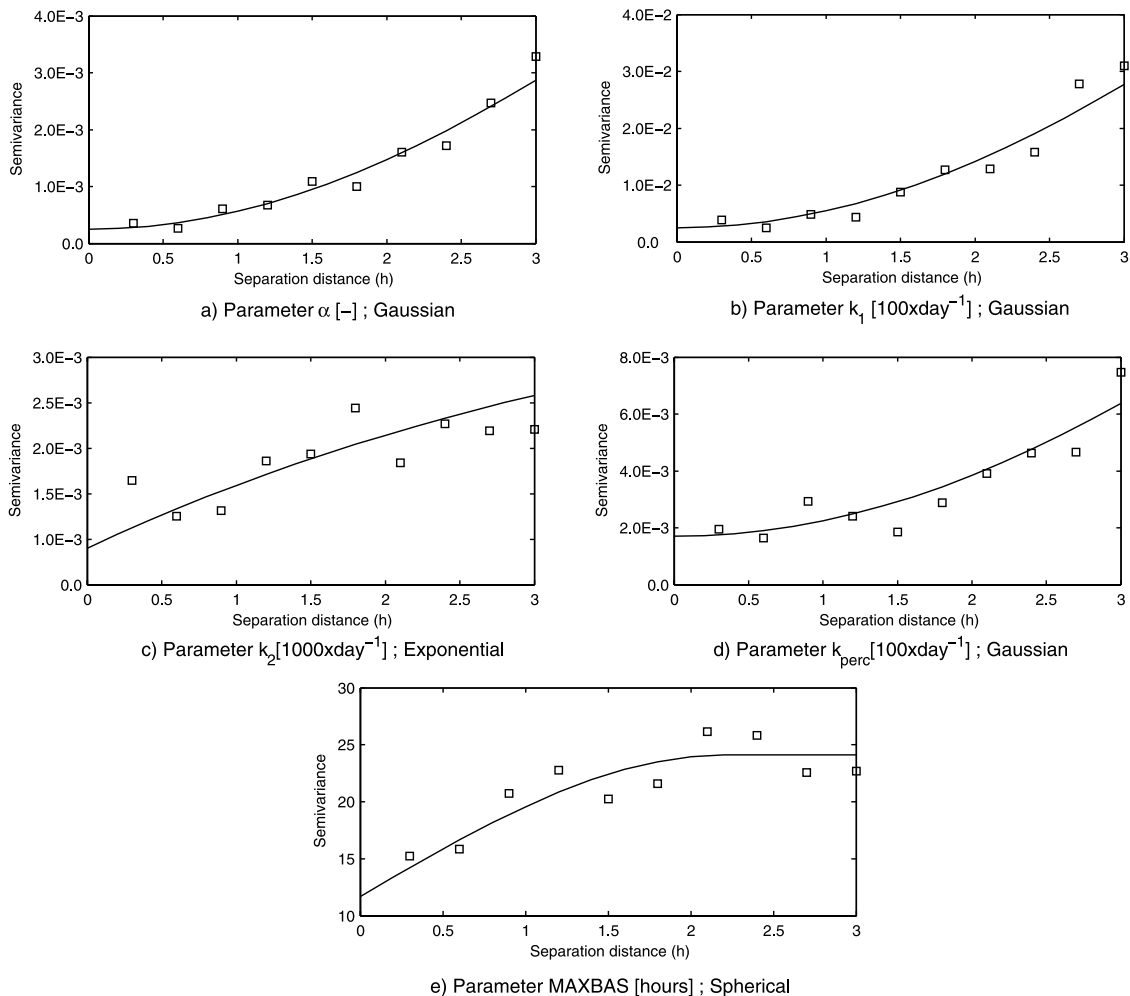 4.0E−3
3.0E−3
2.0E−3
1.0E−3
0.0
Semivariance
0 0.5 1 1.5 2 2.5 3
Separation distance (h)
a) Parameter α [−] ; Gaussian
4.0E−2
3.0E−2
2.0E−2
1.0E−2
0.0
Semivariance
0 0.5 1 1.5 2 2.5 3
Separation distance (h)
b) Parameter k₁ [100xday⁻¹] ; Gaussian
3.0E−3
2.5E−3
2.0E−3
1.5E−3
1.0E−3
0.0
Semivariance
0 0.5 1 1.5 2 2.5 3
Separation distance (h)
c) Parameter k₂[1000xday⁻¹] ; Exponential
8.0E−3
6.0E−3
4.0E−3
2.0E−3
0.0
Semivariance
0 0.5 1 1.5 2 2.5 3
Separation distance (h)
d) Parameter kperc[100xday⁻¹] ; Gaussian
30
25
20
15
10
Semivariance
0 0.5 1 1.5 2 2.5 3
Separation distance (h)
e) Parameter MAXBAS [hours] ; Spherical